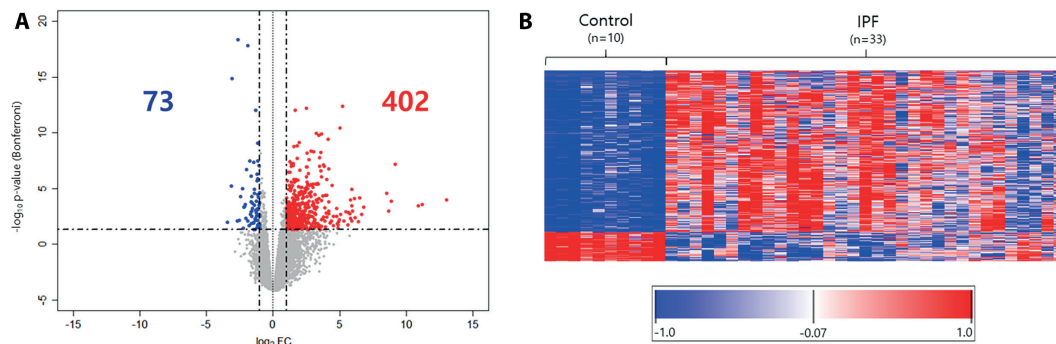 A
20
15
10
5
0
-5
-log10 p-value (Bonferroni)
73
402
-15 -10 -5 0 5 10 15
log2 FC
B
Control
(n=10)
IPF
(n=33)
-1.0 -0.07 1.0